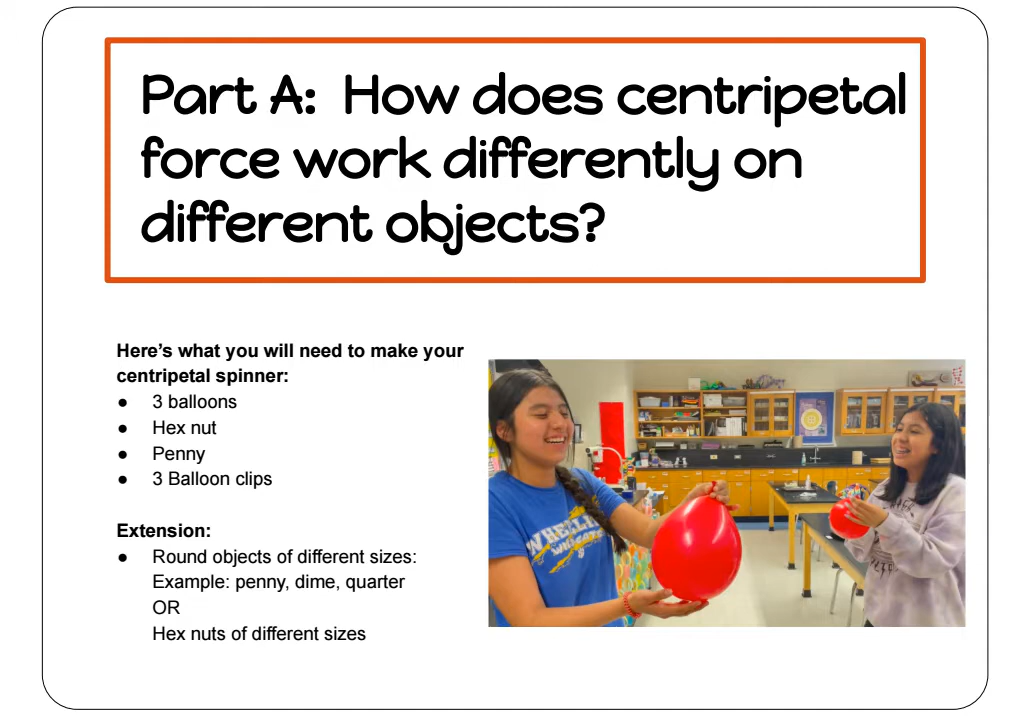 Part A: How does centripetal
force work differently on
different objects?
Here's what you will need to make your
centripetal spinner:
● 3 balloons
● Hex nut
● Penny
● 3 Balloon clips
Extension:
● Round objects of different sizes:
Example: penny, dime, quarter
OR
Hex nuts of different sizes